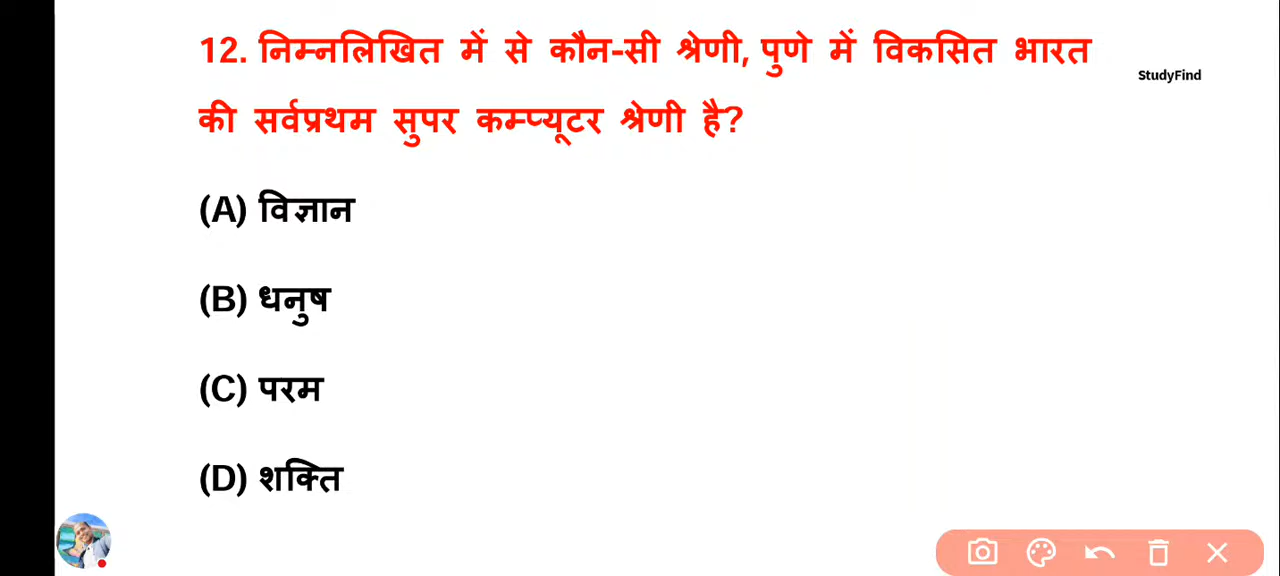 12. निम्नलिखित में से कौन-सी श्रेणी, पुणे में विकसित भारत
StudyFind
की सर्वप्रथम सुपर कम्प्यूटर श्रेणी है?
(A) विज्ञान
(B) धनुष
(C) परम
(D) शक्ति